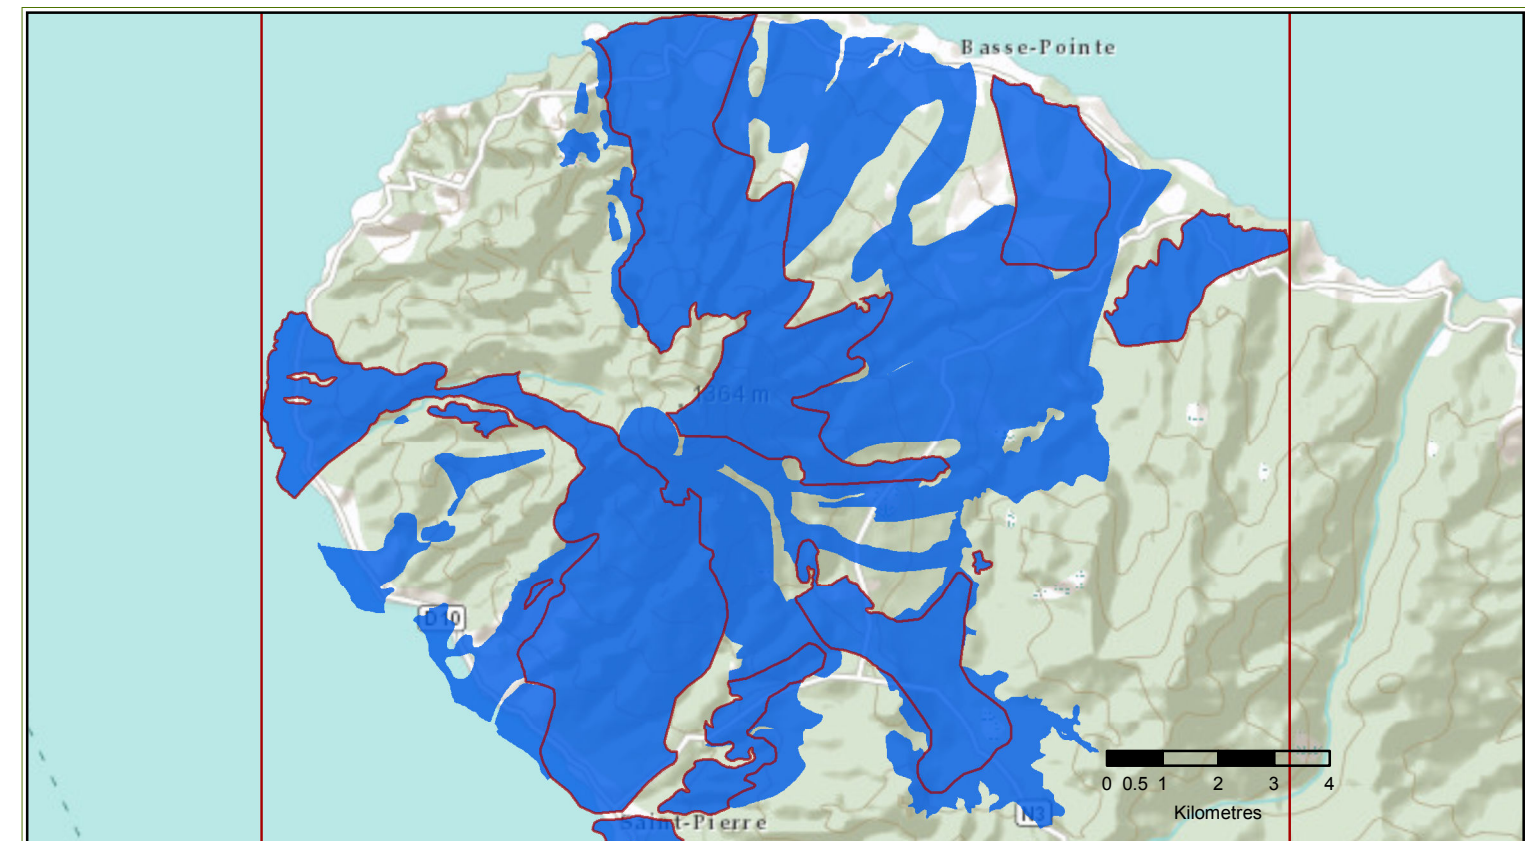 Basse-Pointe
1364 m
D10
0 0.5 1 2 3 4
Kilometres
N3
Saint-Pierre